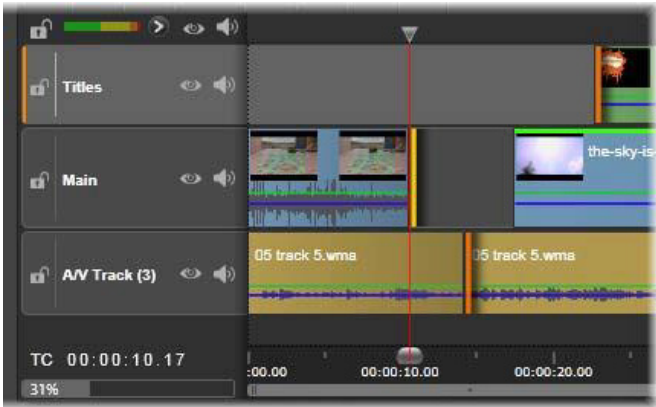 Titles
Main
the-sky-is-
A/V Track (3)
05 track 5.wma
05 track 5.wma
TC 00:00:10.17
:00.00
00:00:10.00
00:00:20.00
31%